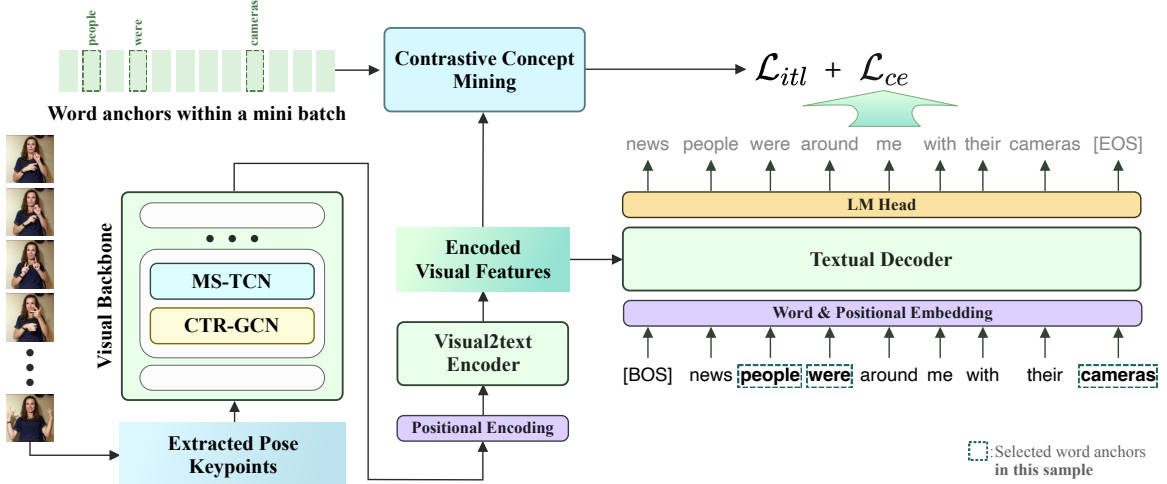 people
were
cameras
Word anchors within a mini batch
Contrastive Concept
Mining
ℒitl + ℒce
news people were around me with their cameras [EOS]
LM Head
Textual Decoder
Word & Positional Embedding
[BOS] news people were around me with their cameras
Visual Backbone
MS-TCN
CTR-GCN
Extracted Pose
Keypoints
Encoded
Visual Features
Visual2text
Encoder
Positional Encoding
:Selected word anchors
in this sample